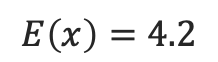 E(x) = 4.2